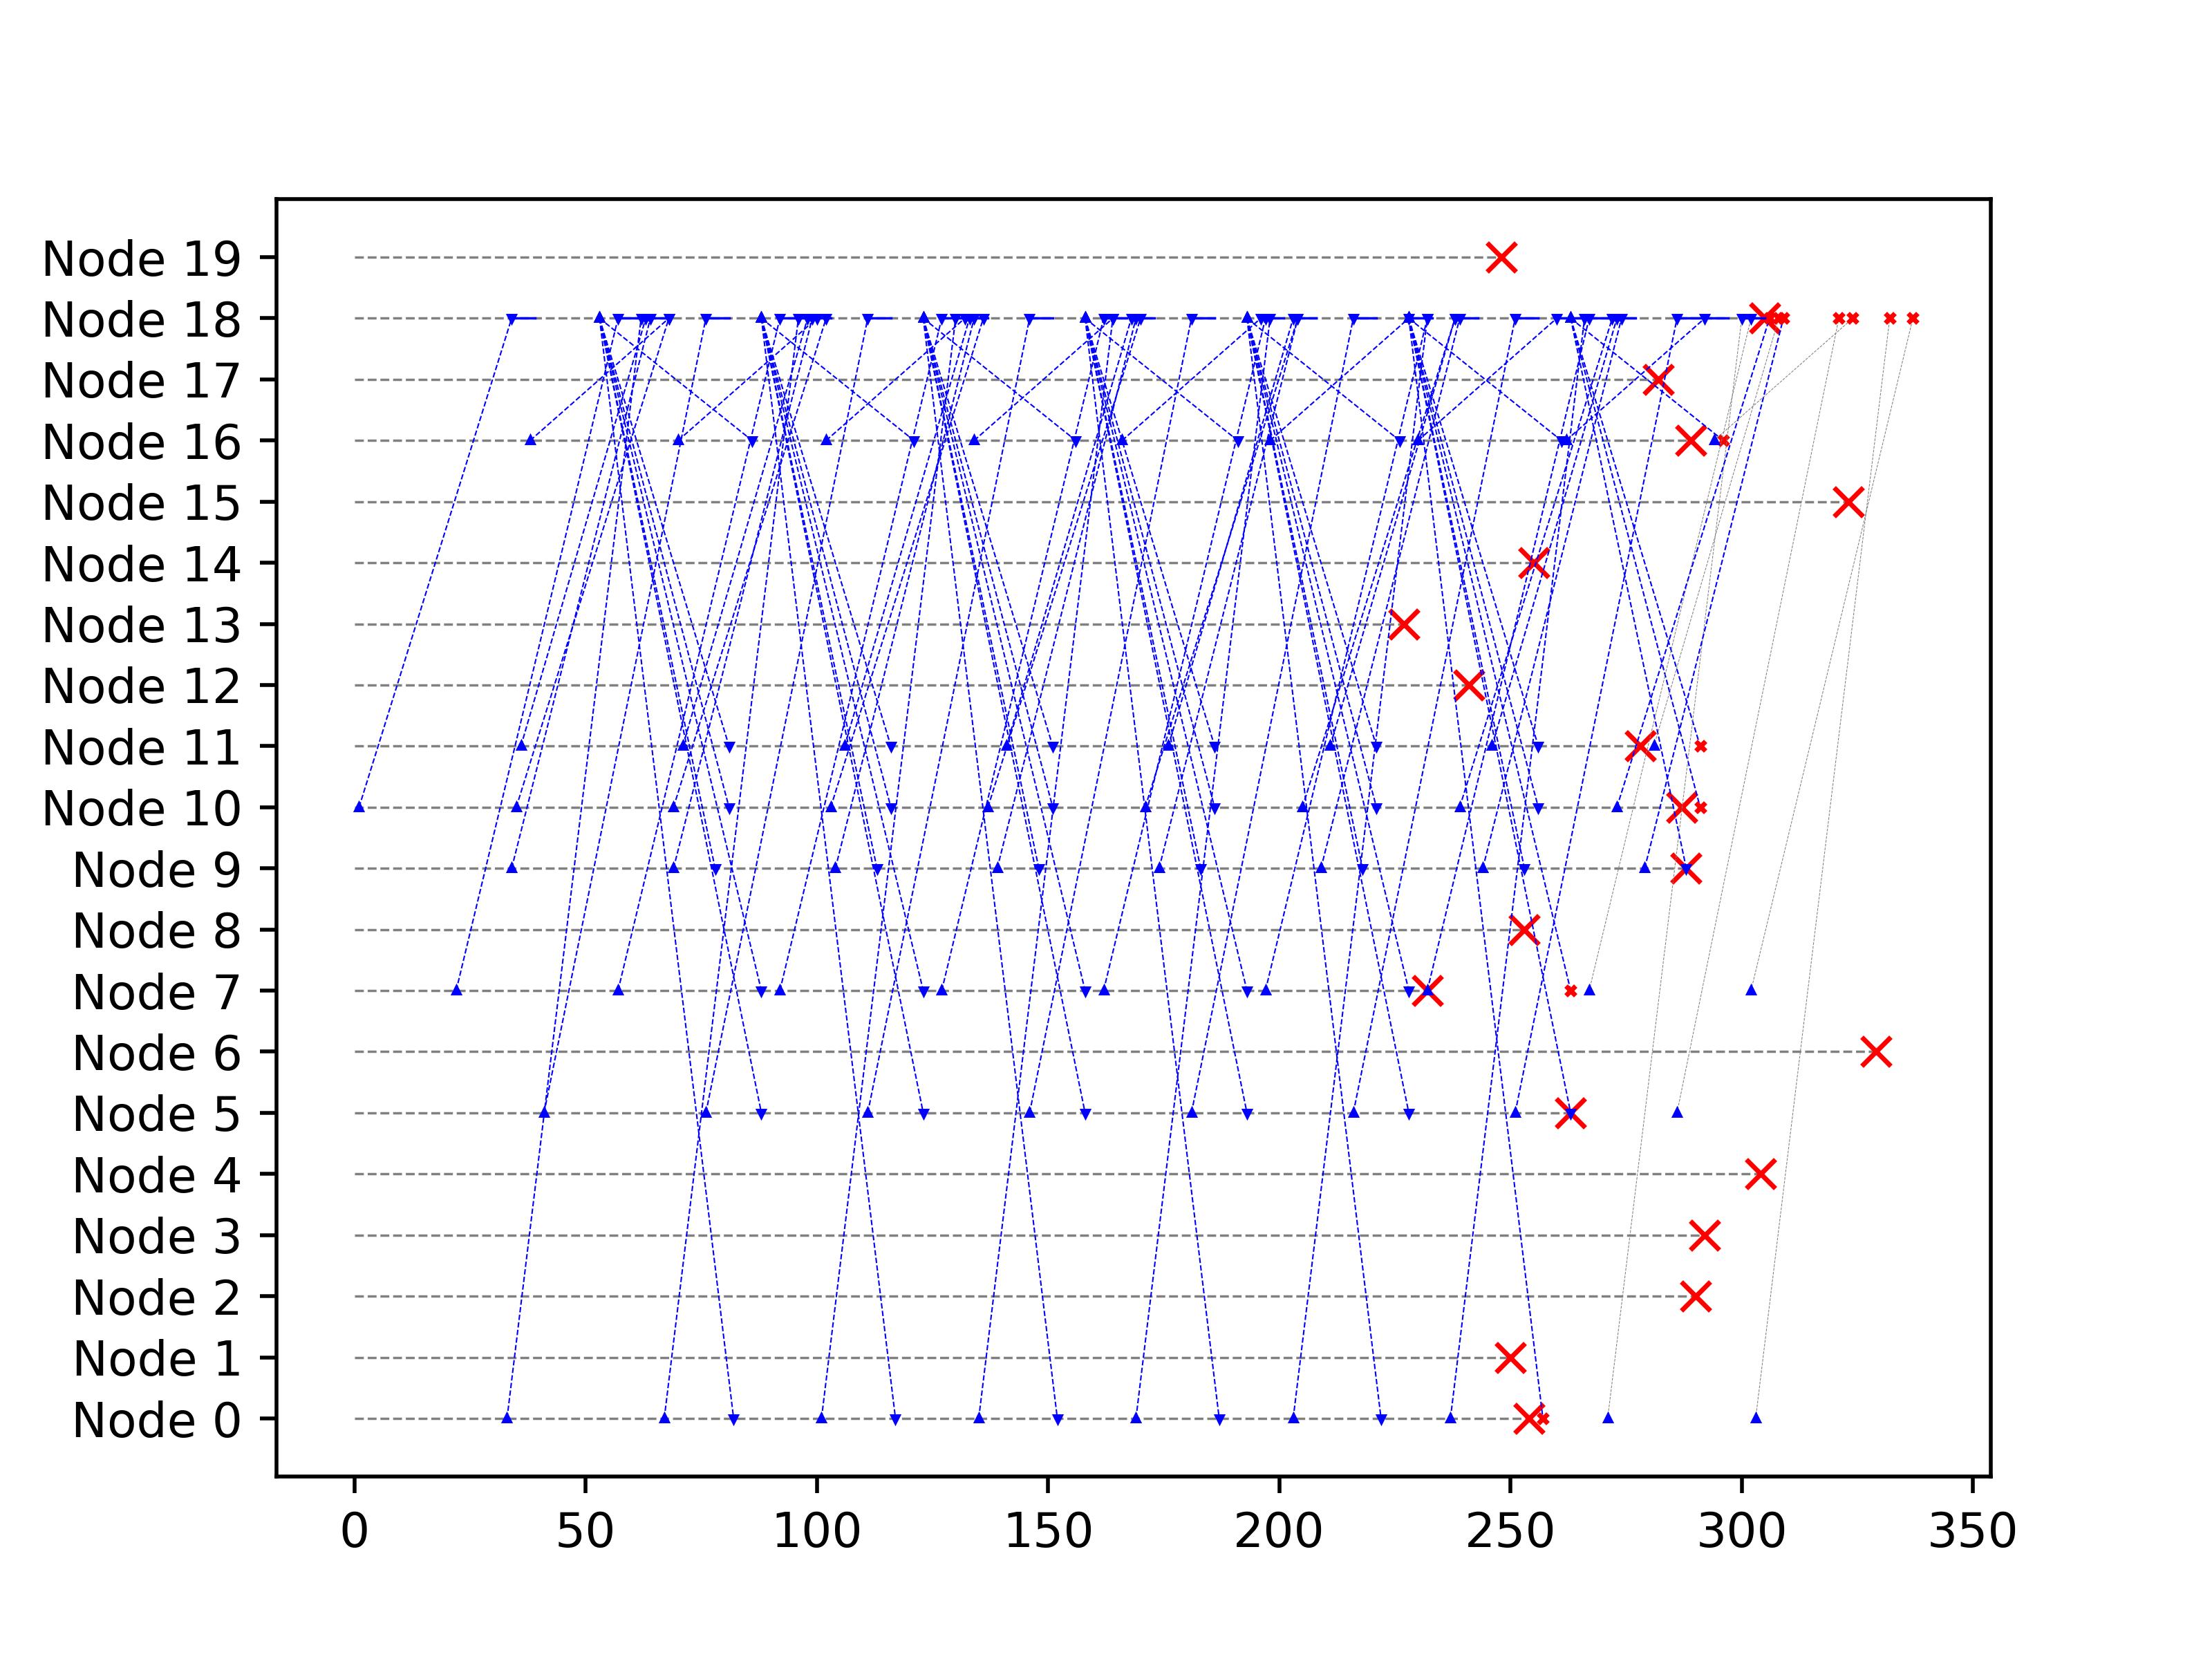 Node 19
Node 18
Node 17
Node 16
Node 15
Node 14
Node 13
Node 12
Node 11
Node 10
Node 9
Node 8
Node 7
Node 6
Node 5
Node 4
Node 3
Node 2
Node 1
Node 0
0 50 100 150 200 250 300 350